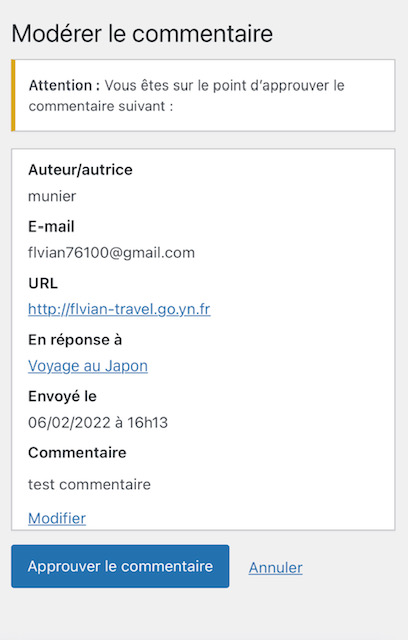 Modérer le commentaire
Attention : Vous êtes sur le point d’approuver le
commentaire suivant :
Auteur/autrice
munier
E-mail
flvian76100@gmail.com
URL
http://flvian-travel.go.yn.fr
En réponse à
Voyage au Japon
Envoyé le
06/02/2022 à 16h13
Commentaire
test commentaire
Modifier
Approuver le commentaire Annuler